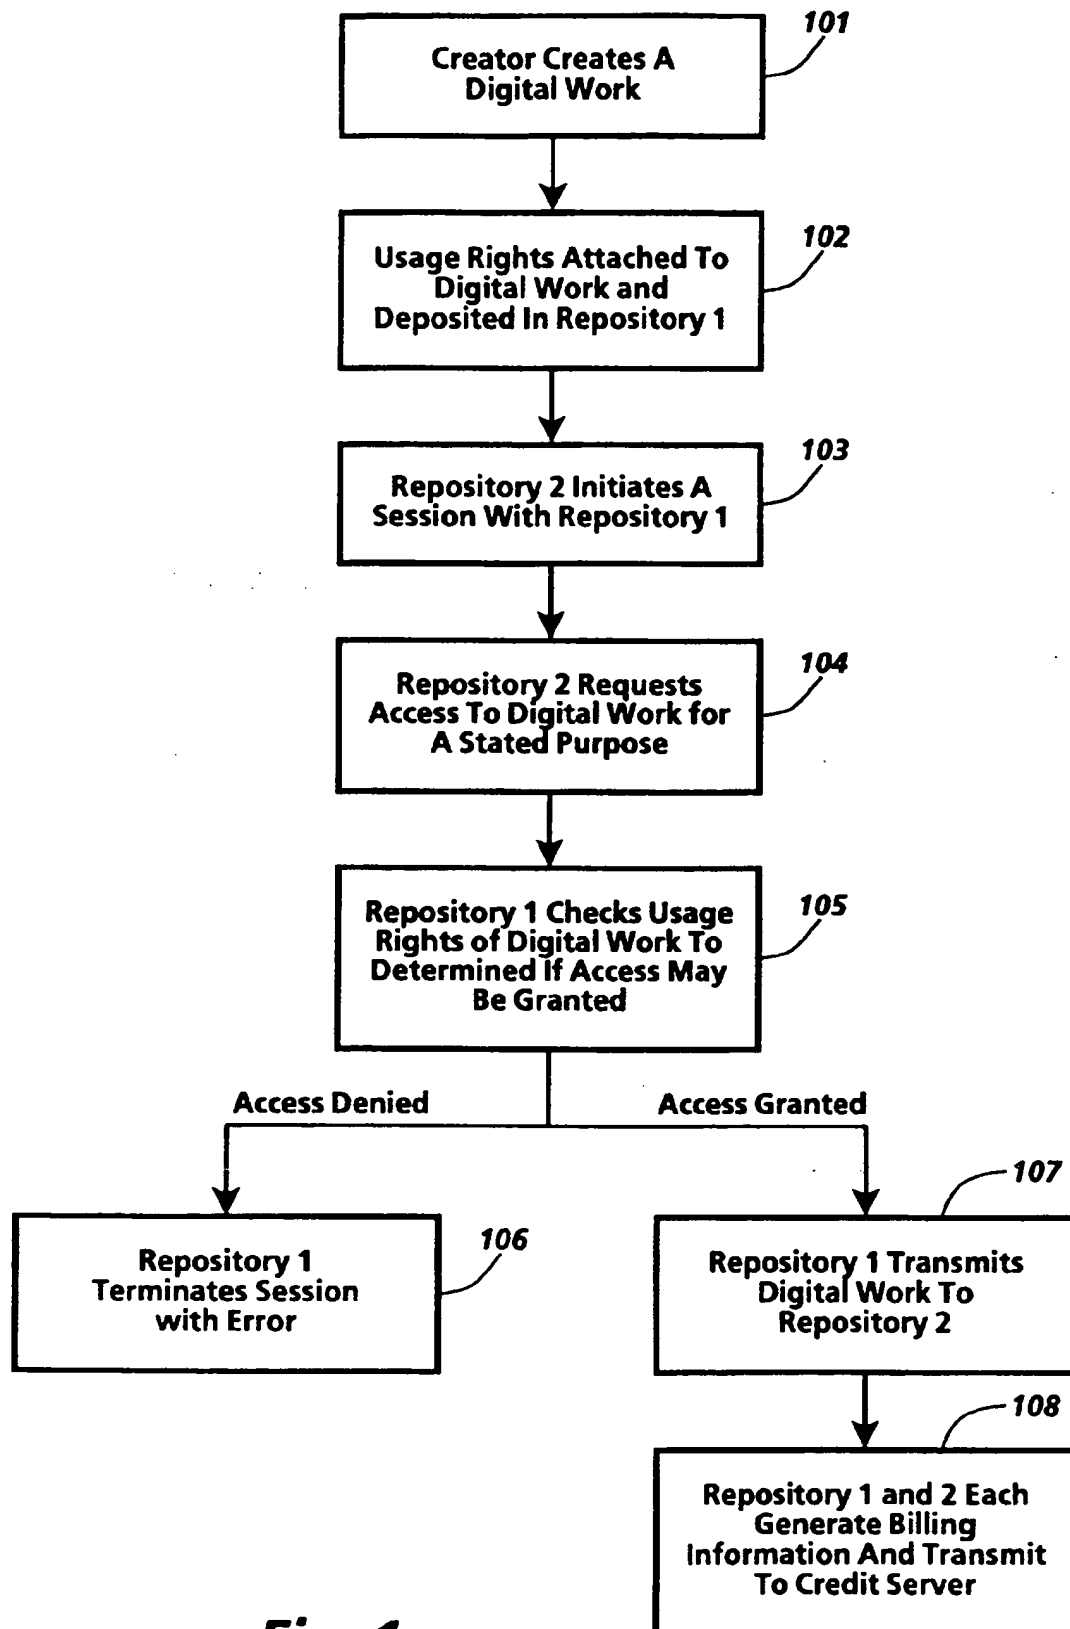 101
Creator Creates A
Digital Work
102
Usage Rights Attached To
Digital Work and
Deposited In Repository 1
103
Repository 2 Initiates A
Session With Repository 1
104
Repository 2 Requests
Access To Digital Work for
A Stated Purpose
105
Repository 1 Checks Usage
Rights of Digital Work To
Determined If Access May
Be Granted
Access Denied
Access Granted
106
Repository 1
Terminates Session
with Error
107
Repository 1 Transmits
Digital Work To
Repository 2
108
Repository 1 and 2 Each
Generate Billing
Information And Transmit
To Credit Server